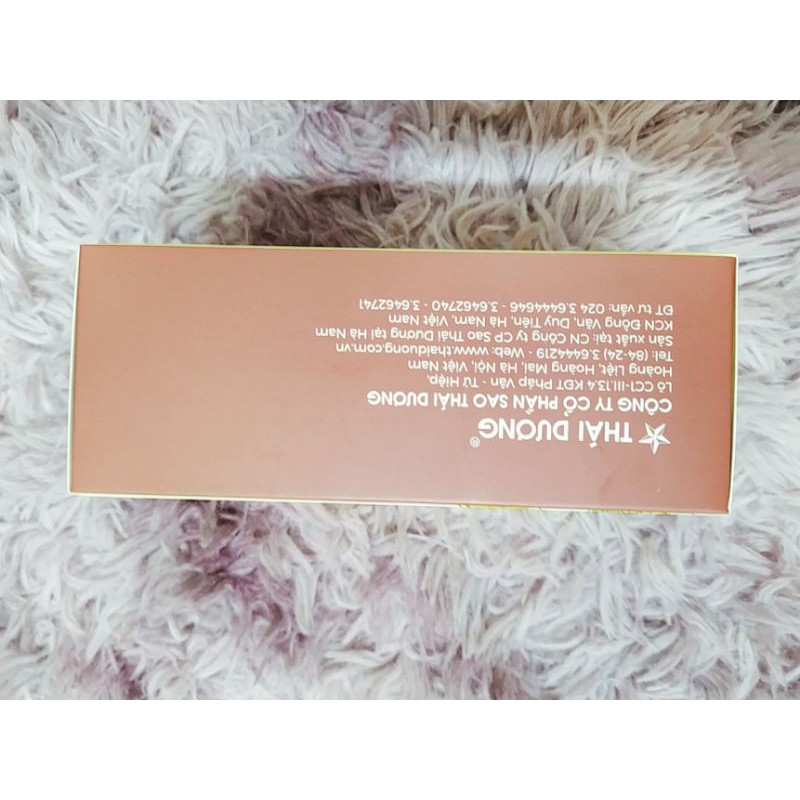 THÁI DƯƠNG®
CÔNG TY CỔ PHẦN SAO THÁI DƯƠNG
Lô CC1-III.13.4 KĐT Pháp Vân - Tứ Hiệp,
Hoàng Liệt, Hoàng Mai, Hà Nội, Việt Nam
Tel: (84-24) 3.6444219 - Web: www.thaiduong.com.vn
Sản xuất tại: CN Công ty CP Sao Thái Dương tại Hà Nam
KCN Đồng Văn, Duy Tiên, Hà Nam, Việt Nam
ĐT tư vấn: 024 3.6444646 - 3.6462740 - 3.6462741